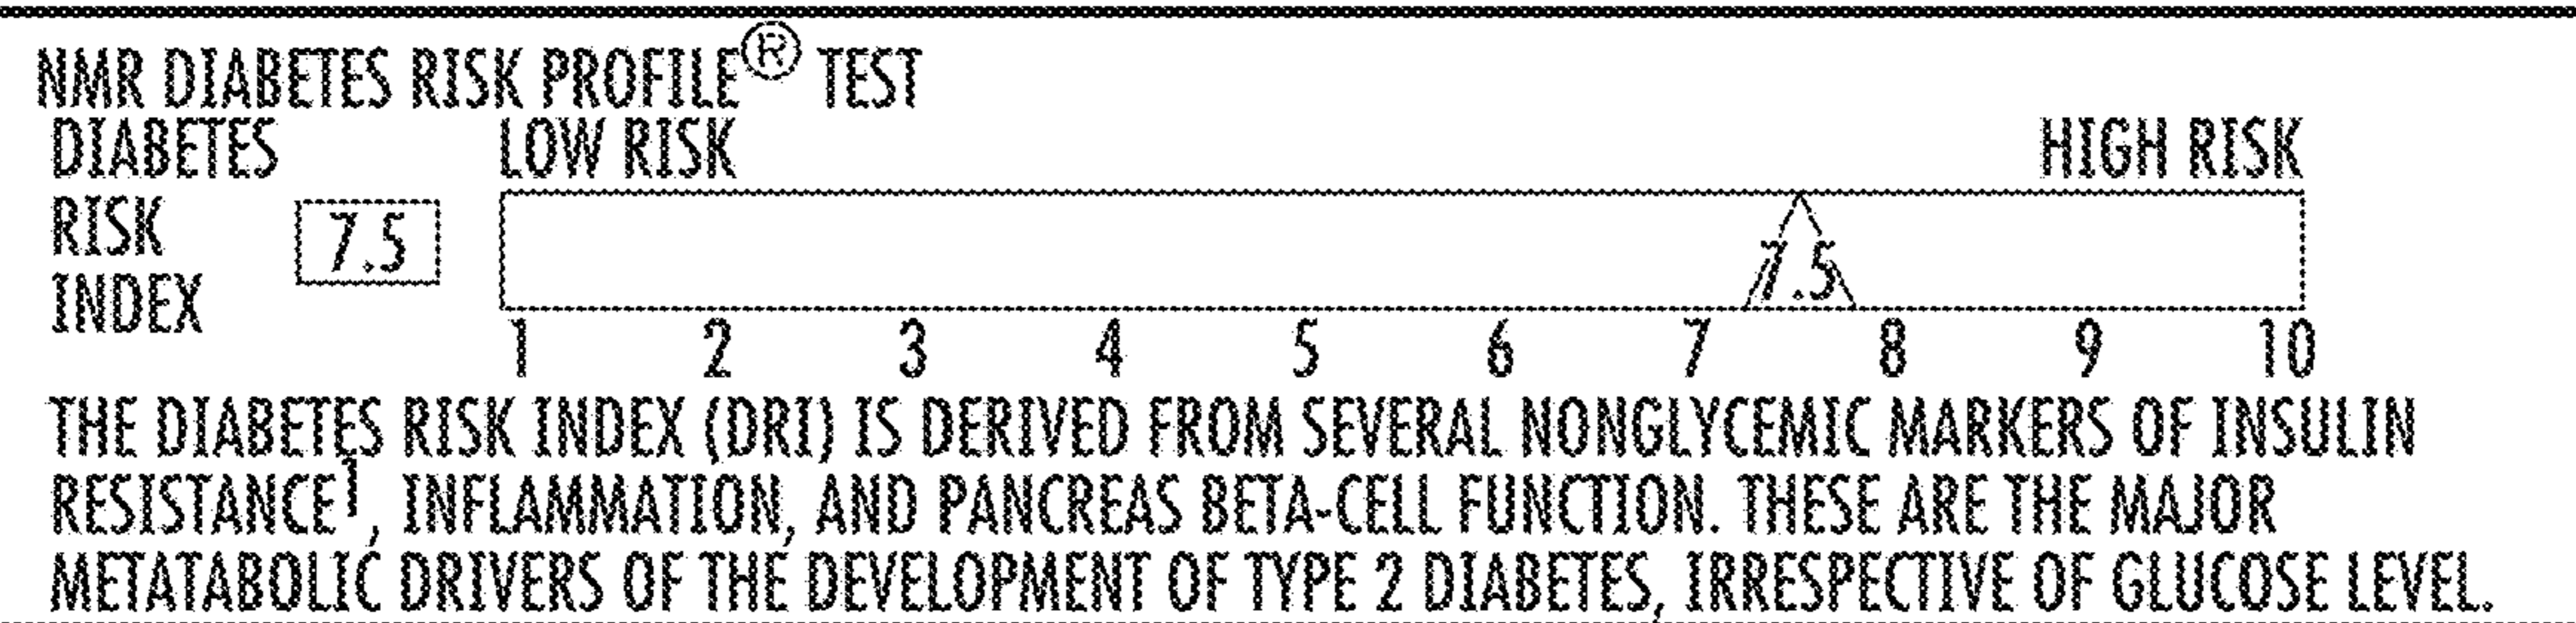 NMR DIABETES RISK PROFILE® TEST
DIABETES LOW RISK HIGH RISK
RISK 7.5 7.5
INDEX
1 2 3 4 5 6 7 8 9 10
THE DIABETES RISK INDEX (DRI) IS DERIVED FROM SEVERAL NONGLYCEMIC MARKERS OF INSULIN
RESISTANCE¹, INFLAMMATION, AND PANCREAS BETA-CELL FUNCTION. THESE ARE THE MAJOR
METATABOLIC DRIVERS OF THE DEVELOPMENT OF TYPE 2 DIABETES, IRRESPECTIVE OF GLUCOSE LEVEL.